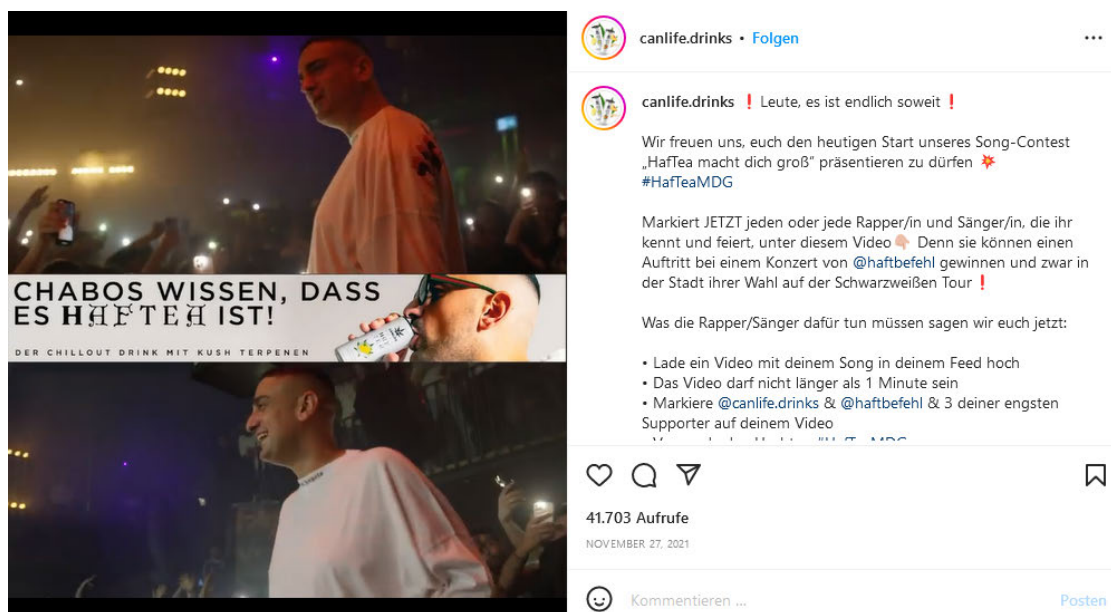 CHABOS WISSEN, DASS
ES HAFTEA IST!
DER CHILLOUT DRINK MIT KUSH TERPENEN
canlife.drinks • Folgen
canlife.drinks ❗ Leute, es ist endlich soweit ❗
Wir freuen uns, euch den heutigen Start unseres Song-Contest
„HafTea macht dich groß“ präsentieren zu dürfen 💥
#HafTeaMDG
Markiert JETZT jeden oder jede Rapper/in und Sänger/in, die ihr
kennt und feiert, unter diesem Video👇🏼 Denn sie können einen
Auftritt bei einem Konzert von @haftbefehl gewinnen und zwar in
der Stadt ihrer Wahl auf der Schwarzweißen Tour❗
Was die Rapper/Sänger dafür tun müssen sagen wir euch jetzt:
• Lade ein Video mit deinem Song in deinem Feed hoch
• Das Video darf nicht länger als 1 Minute sein
• Markiere @canlife.drinks & @haftbefehl & 3 deiner engsten
Supporter auf deinem Video
41.703 Aufrufe
NOVEMBER 27, 2021
Kommentieren ...
Posten